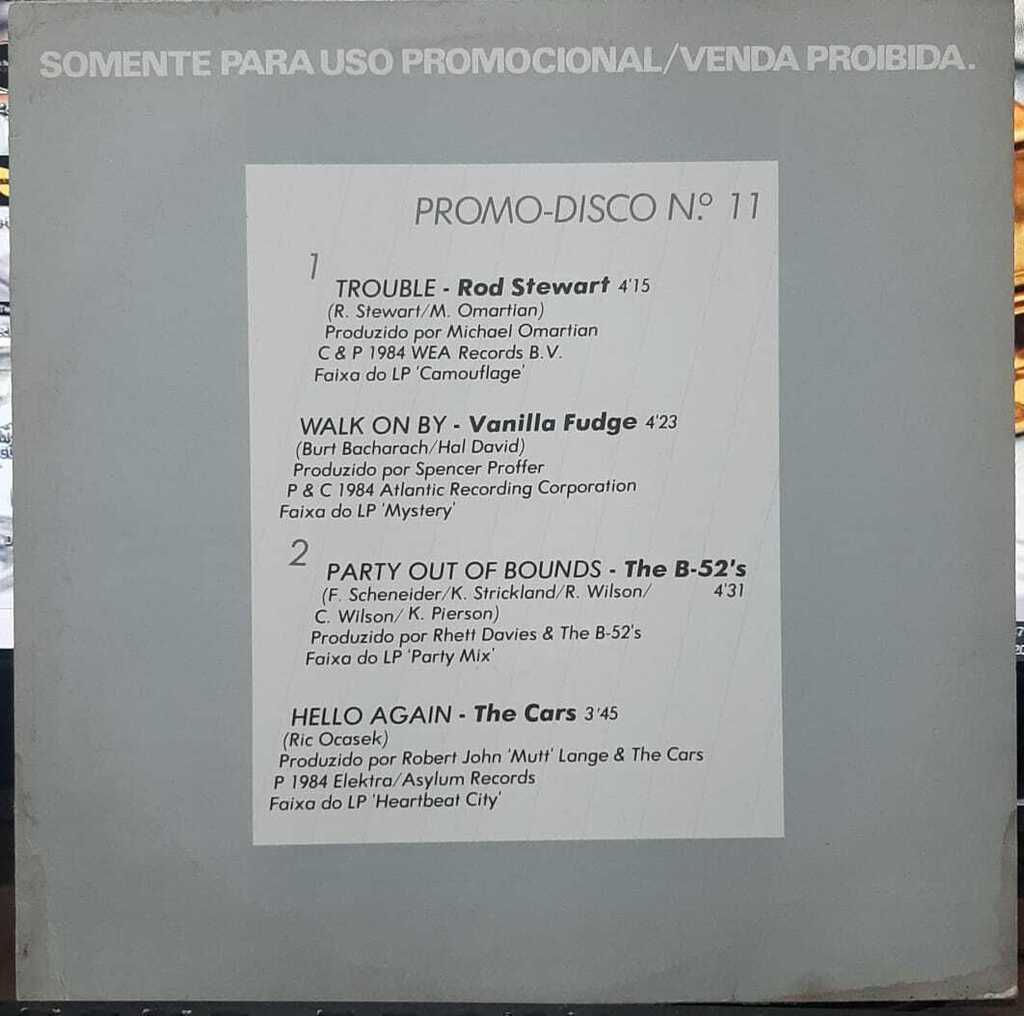 SOMENTE PARA USO PROMOCIONAL/VENDA PROIBIDA.
PROMO-DISCO N.º 11
1
TROUBLE - Rod Stewart 4'15
(R. Stewart/M. Omartian)
Produzido por Michael Omartian
C & P 1984 WEA Records B.V.
Faixa do LP 'Camouflage'
WALK ON BY - Vanilla Fudge 4'23
(Burt Bacharach/Hal David)
Produzido por Spencer Proffer
P & C 1984 Atlantic Recording Corporation
Faixa do LP 'Mystery'
2
PARTY OUT OF BOUNDS - The B-52's
(F. Scheneider/K. Strickland/R. Wilson/ 4'31
C. Wilson/ K. Pierson)
Produzido por Rhett Davies & The B-52's
Faixa do LP 'Party Mix'
HELLO AGAIN - The Cars 3'45
(Ric Ocasek)
Produzido por Robert John 'Mutt' Lange & The Cars
P 1984 Elektra/Asylum Records
Faixa do LP 'Heartbeat City'